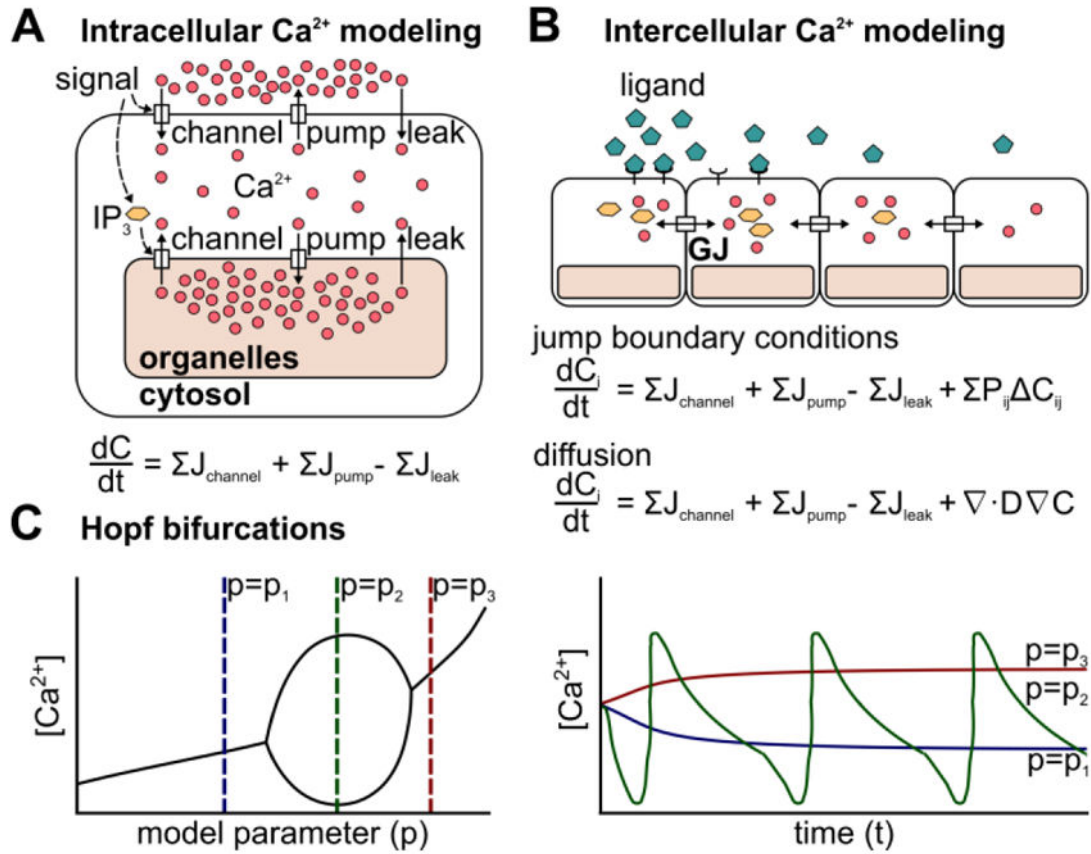 A Intracellular Ca²⁺ modeling
signal
channel pump leak
Ca²⁺
IP₃
channel pump leak
organelles
cytosol
dC/dt = ΣJchannel + ΣJpump - ΣJleak
B Intercellular Ca²⁺ modeling
ligand
GJ
jump boundary conditions
dCᵢ/dt = ΣJchannel + ΣJpump - ΣJleak + ΣPijΔCij
diffusion
dCᵢ/dt = ΣJchannel + ΣJpump - ΣJleak + ∇·D∇C
C Hopf bifurcations
p=p₁ p=p₂ p=p₃
[Ca²⁺]
model parameter (p)
[Ca²⁺]
p=p₃
p=p₂
p=p₁
time (t)